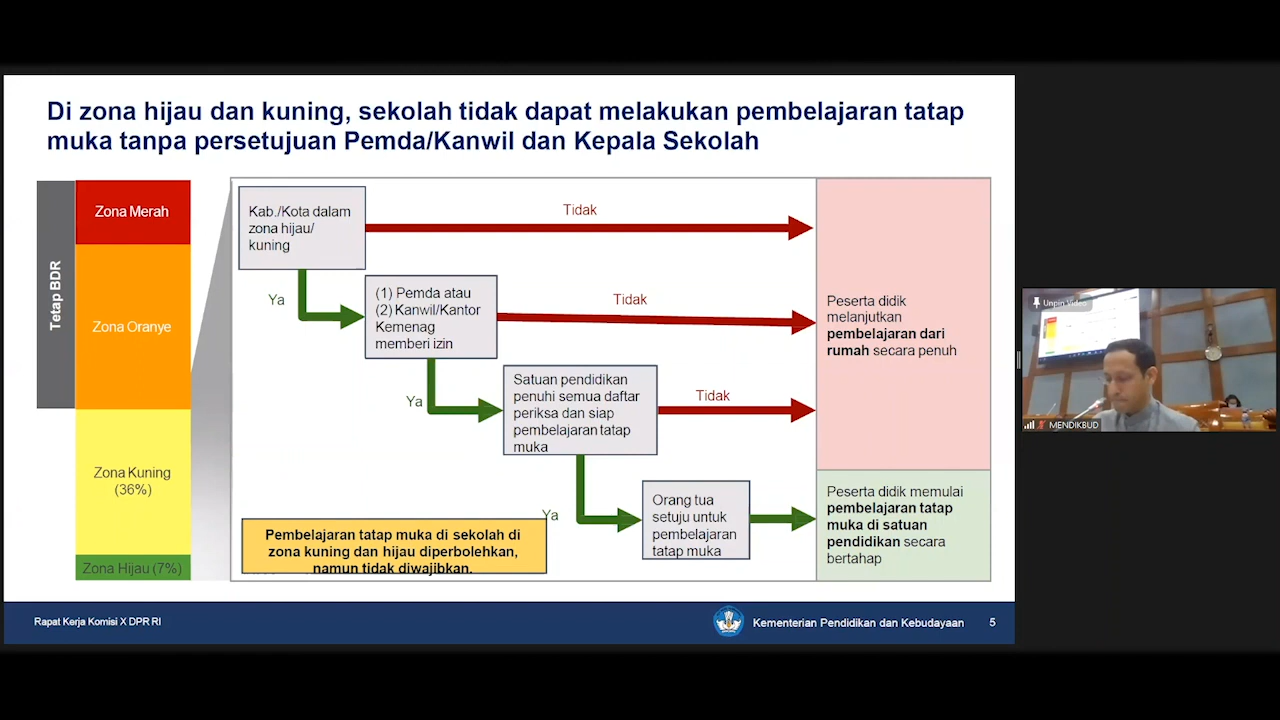 Di zona hijau dan kuning, sekolah tidak dapat melakukan pembelajaran tatap
muka tanpa persetujuan Pemda/Kanwil dan Kepala Sekolah
Tetap BDR
Zona Merah
Zona Oranye
Zona Kuning
(36%)
Zona Hijau (7%)
Kab./Kota dalam
zona hijau/
kuning
Tidak
Ya
(1) Pemda atau
(2) Kanwil/Kantor
Kemenag
memberi izin
Tidak
Ya
Satuan pendidikan
penuhi semua daftar
periksa dan siap
pembelajaran tatap
muka
Tidak
Ya
Orang tua
setuju untuk
pembelajaran
tatap muka
Peserta didik
melanjutkan
pembelajaran dari
rumah secara penuh
Peserta didik memulai
pembelajaran tatap
muka di satuan
pendidikan secara
bertahap
Pembelajaran tatap muka di sekolah di
zona kuning dan hijau diperbolehkan,
namun tidak diwajibkan.
Rapat Kerja Komisi X DPR RI
Kementerian Pendidikan dan Kebudayaan
5
Unpin Video
MENDIKBUD